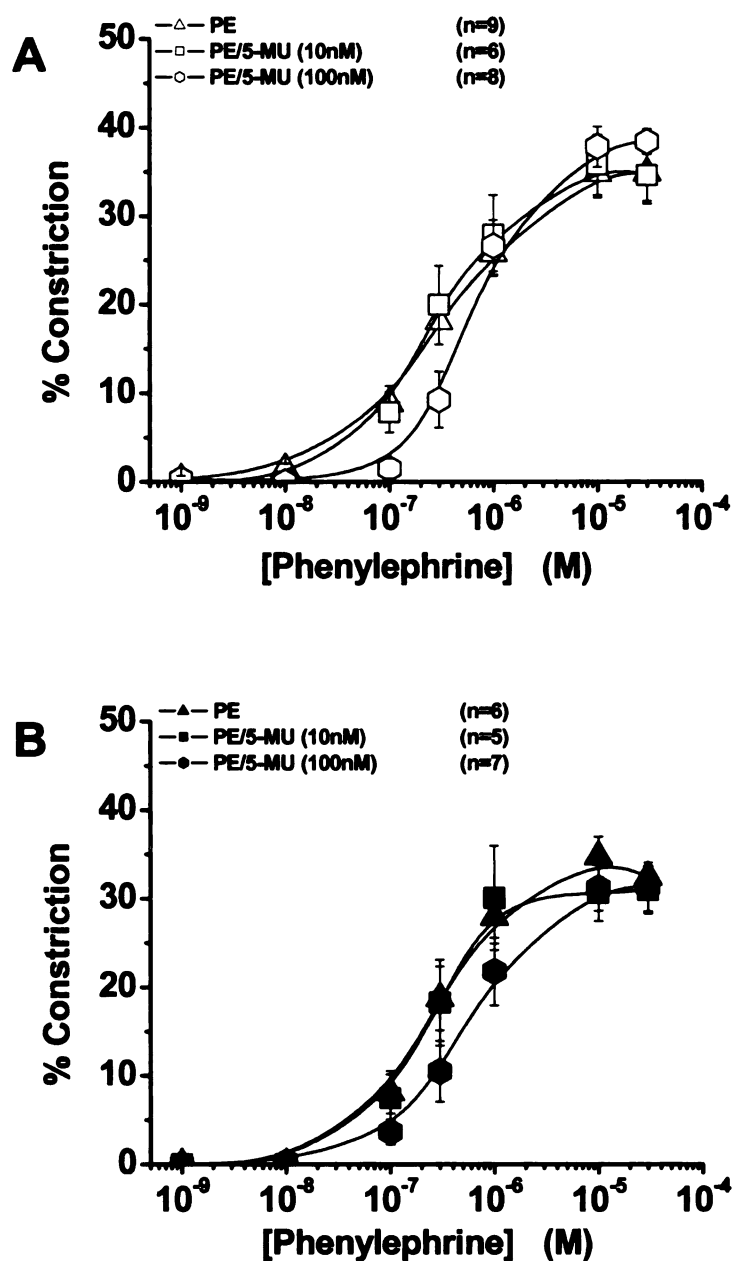 A
PE (n=9)
PE/5-MU (10nM) (n=6)
PE/5-MU (100nM) (n=8)
50
40
30
20
10
0
% Constriction
10⁻⁹ 10⁻⁸ 10⁻⁷ 10⁻⁶ 10⁻⁵ 10⁻⁴
[Phenylephrine] (M)
B
PE (n=6)
PE/5-MU (10nM) (n=5)
PE/5-MU (100nM) (n=7)
50
40
30
20
10
0
% Constriction
10⁻⁹ 10⁻⁸ 10⁻⁷ 10⁻⁶ 10⁻⁵ 10⁻⁴
[Phenylephrine] (M)